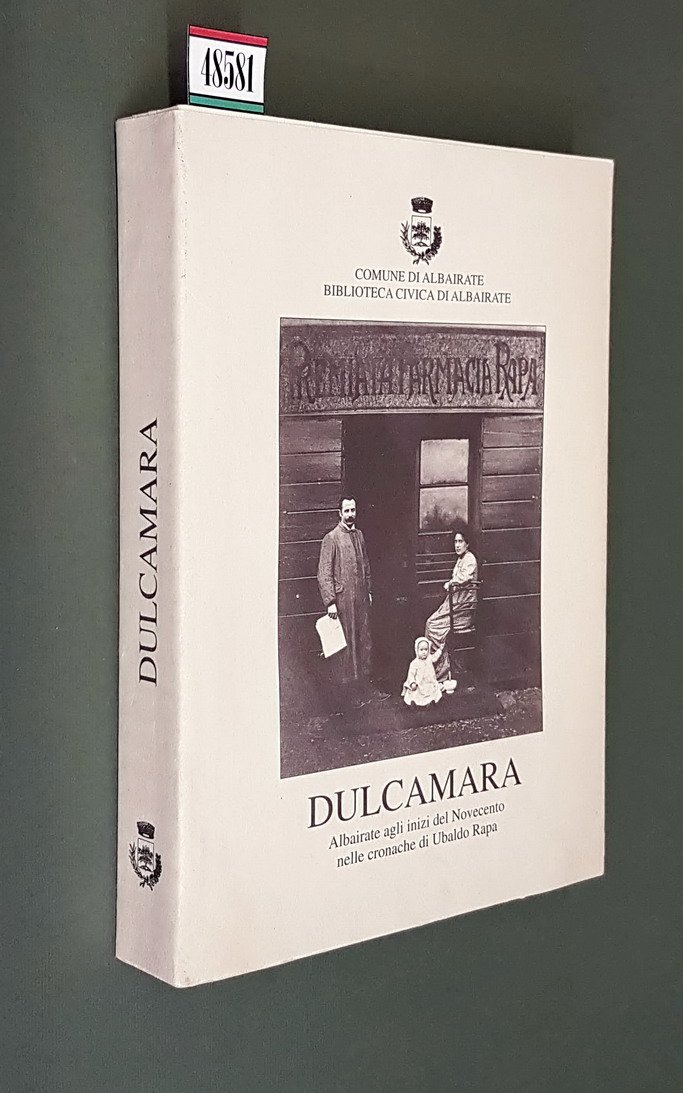 48581
COMUNE DI ALBAIRATE
BIBLIOTECA CIVICA DI ALBAIRATE
PREMIATA FARMACIA RAPA
DULCAMARA
Albairate agli inizi del Novecento
nelle cronache di Ubaldo Rapa
DULCAMARA